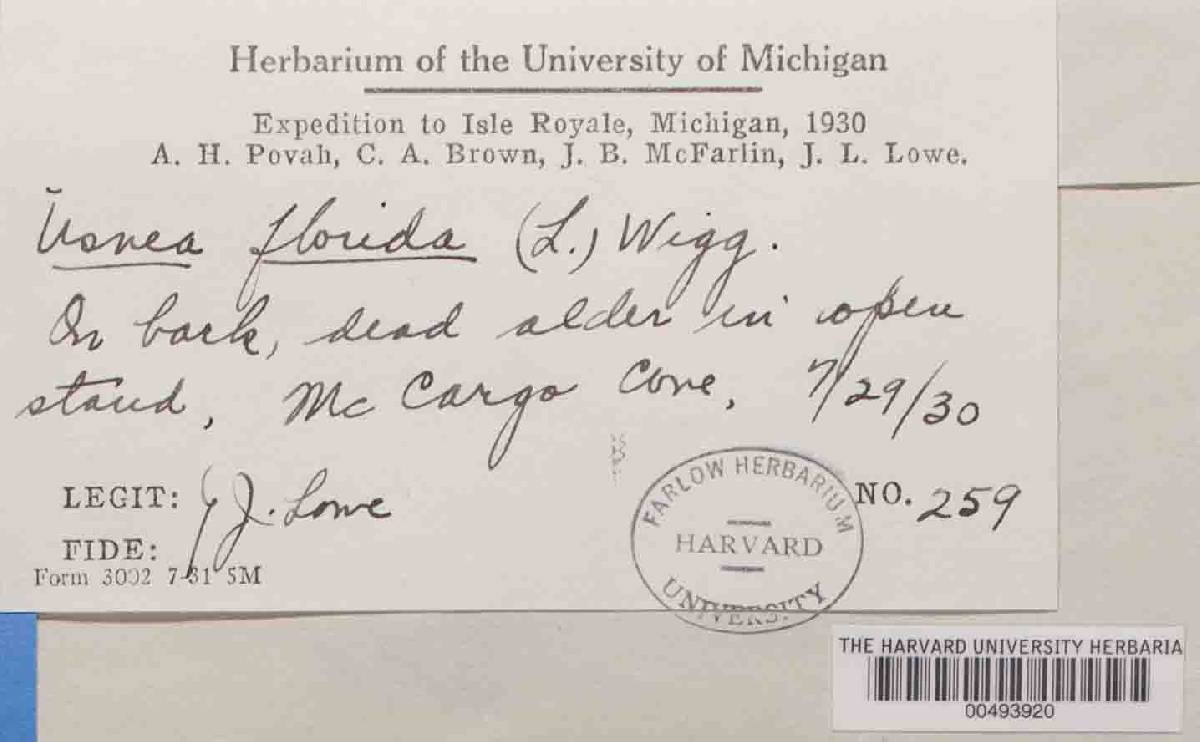 Herbarium of the University of Michigan
Expedition to Isle Royale, Michigan, 1930
A. H. Povah, C. A. Brown, J. B. McFarlin, J. L. Lowe.
Usnea florida (L.) Wigg.
On bark, dead alder in open
stand, McCargo Cove, 7/29/30
LEGIT: J. Lowe
NO. 259
FIDE:
Form 3002 7-31 5M
FARLOW HERBARIUM
HARVARD
UNIVERSITY
THE HARVARD UNIVERSITY HERBARIA
00493920